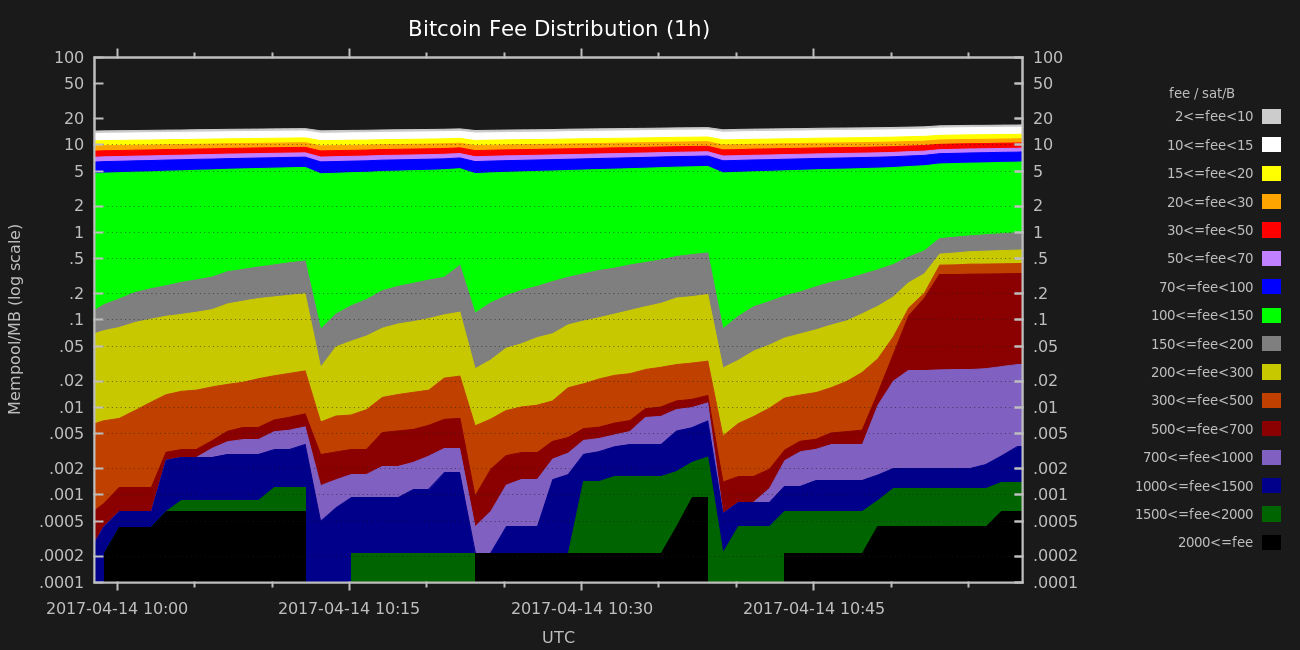 Bitcoin Fee Distribution (1h)
100 100
50 50
20 20
10 10
5 5
2 2
1 1
.5 .5
.2 .2
.1 .1
.05 .05
.02 .02
.01 .01
.005 .005
.002 .002
.001 .001
.0005 .0005
.0002 .0002
.0001 .0001
Mempool/MB (log scale)
2017-04-14 10:00 2017-04-14 10:15 2017-04-14 10:30 2017-04-14 10:45
UTC
fee / sat/B
2<=fee<10
10<=fee<15
15<=fee<20
20<=fee<30
30<=fee<50
50<=fee<70
70<=fee<100
100<=fee<150
150<=fee<200
200<=fee<300
300<=fee<500
500<=fee<700
700<=fee<1000
1000<=fee<1500
1500<=fee<2000
2000<=fee